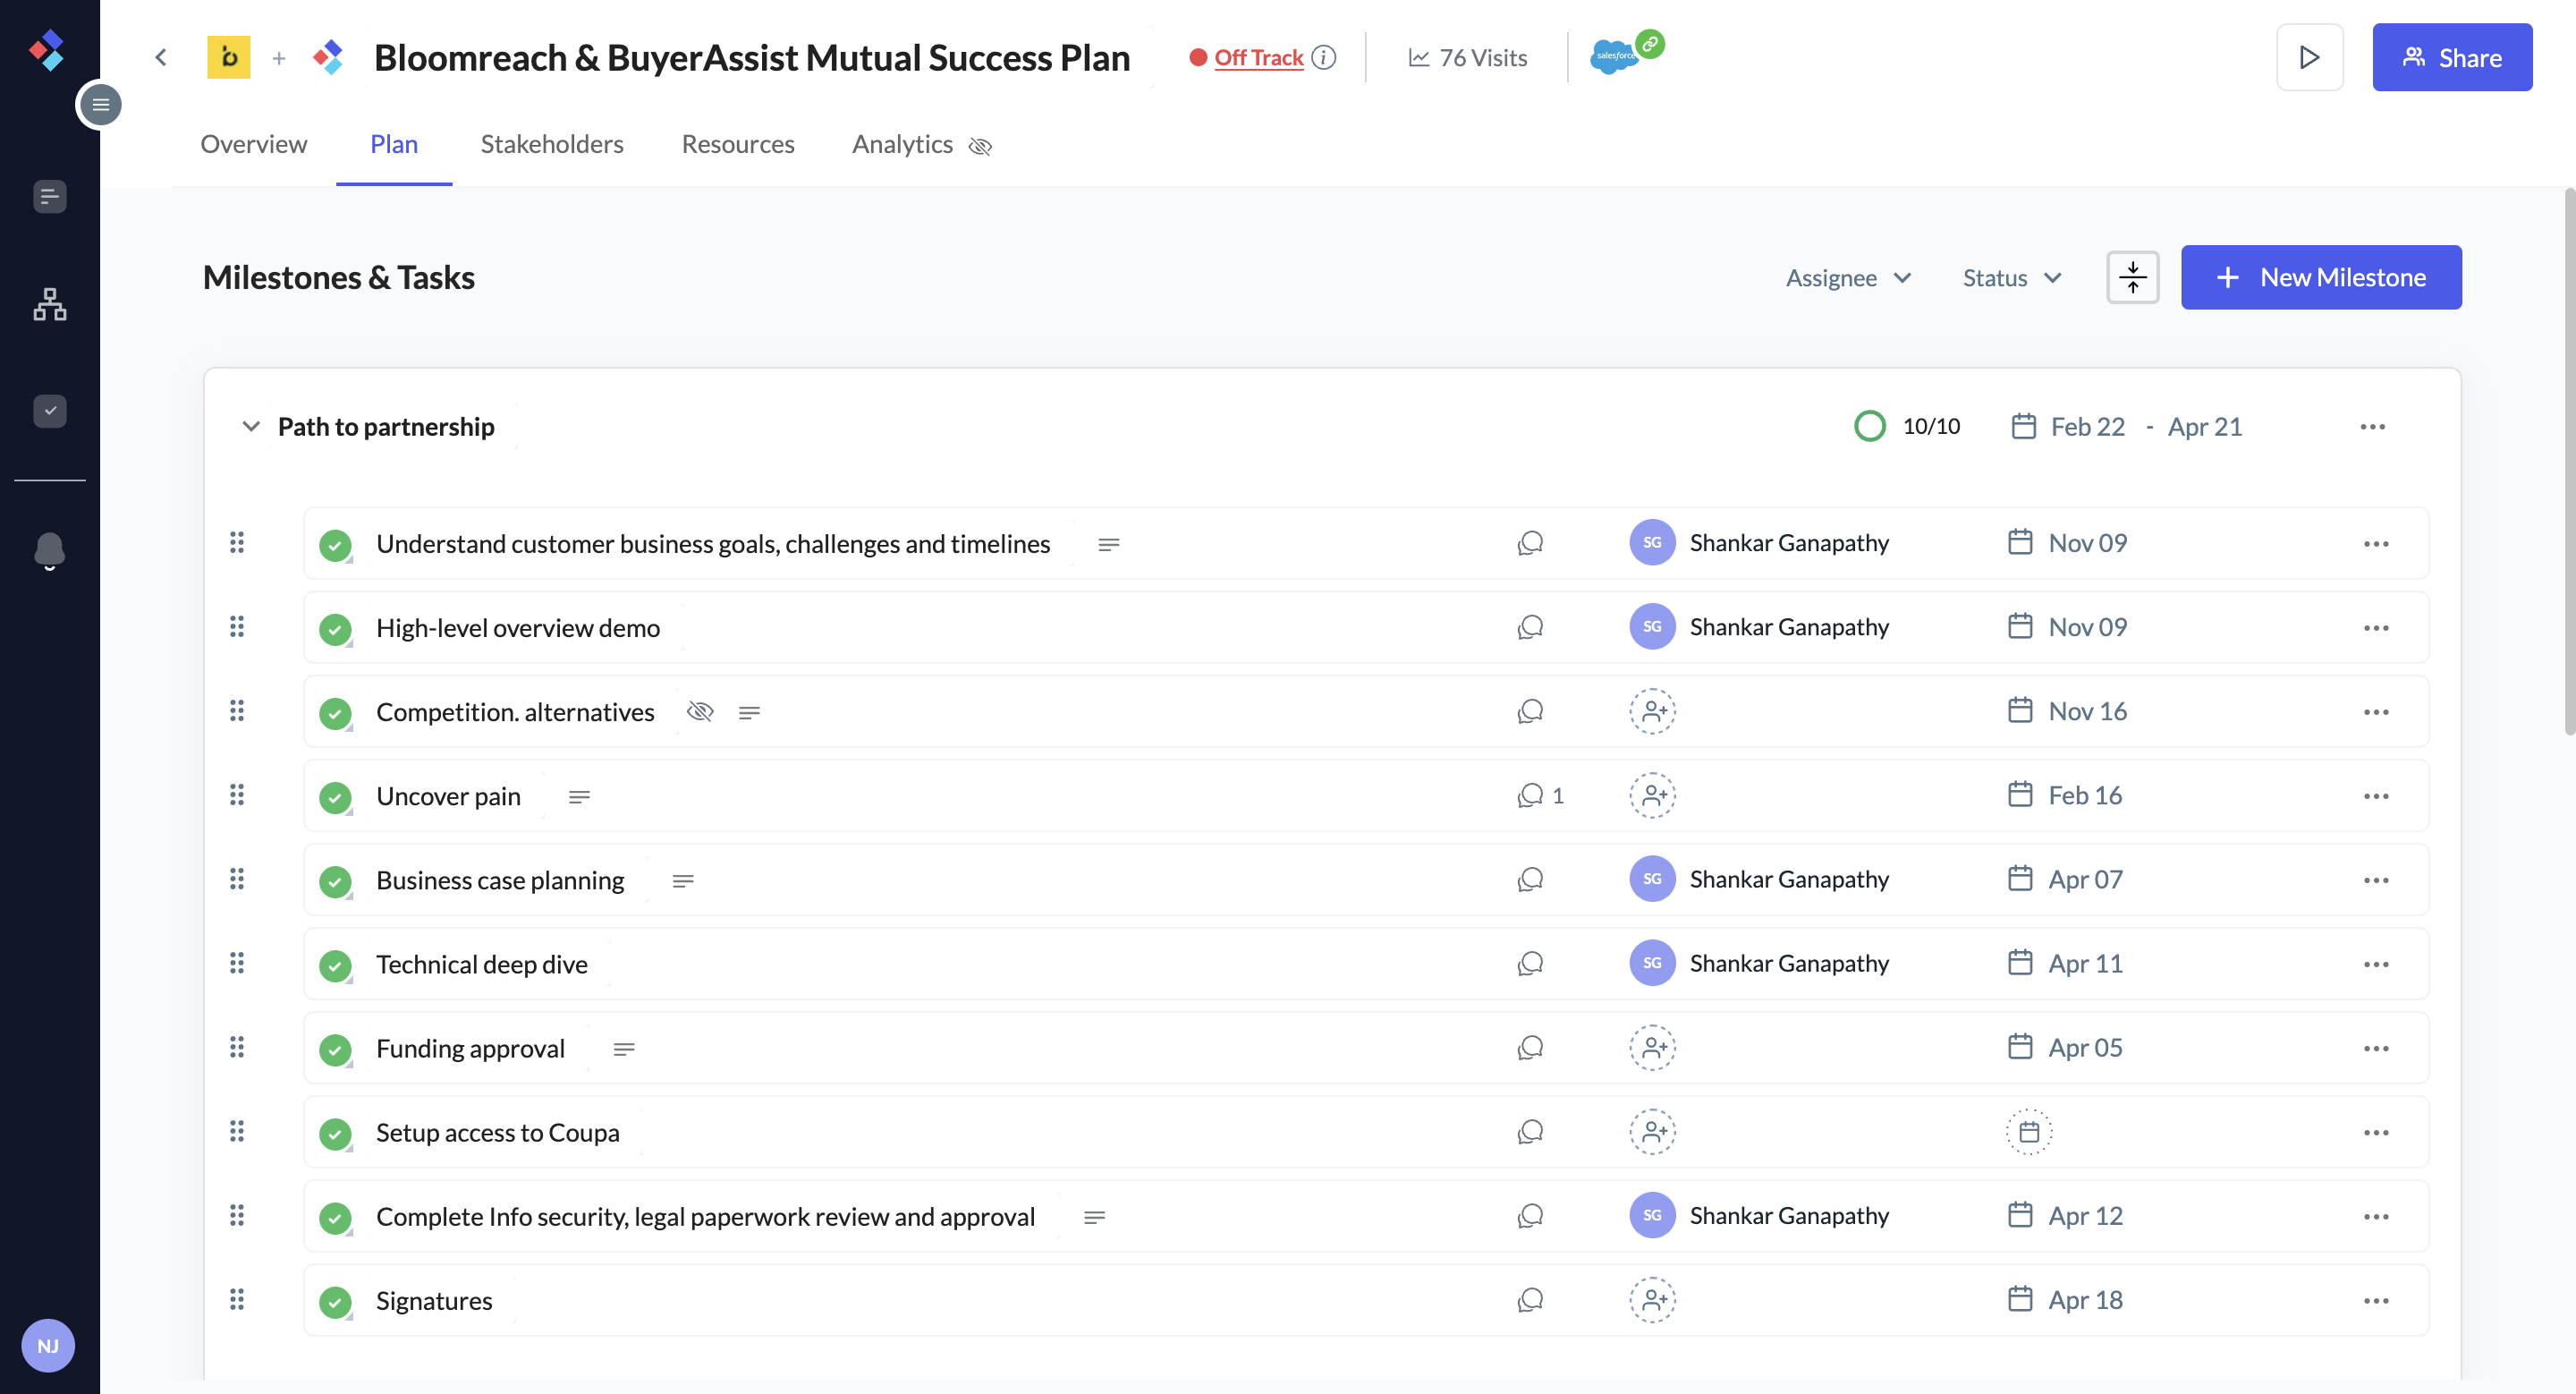 b + Bloomreach & BuyerAssist Mutual Success Plan Off Track i 76 Visits salesforce Share
Overview Plan Stakeholders Resources Analytics
Milestones & Tasks Assignee Status + New Milestone
Path to partnership 10/10 Feb 22 - Apr 21
Understand customer business goals, challenges and timelines SG Shankar Ganapathy Nov 09
High-level overview demo SG Shankar Ganapathy Nov 09
Competition. alternatives Nov 16
Uncover pain 1 Feb 16
Business case planning SG Shankar Ganapathy Apr 07
Technical deep dive SG Shankar Ganapathy Apr 11
Funding approval Apr 05
Setup access to Coupa
Complete Info security, legal paperwork review and approval SG Shankar Ganapathy Apr 12
Signatures Apr 18
NJ